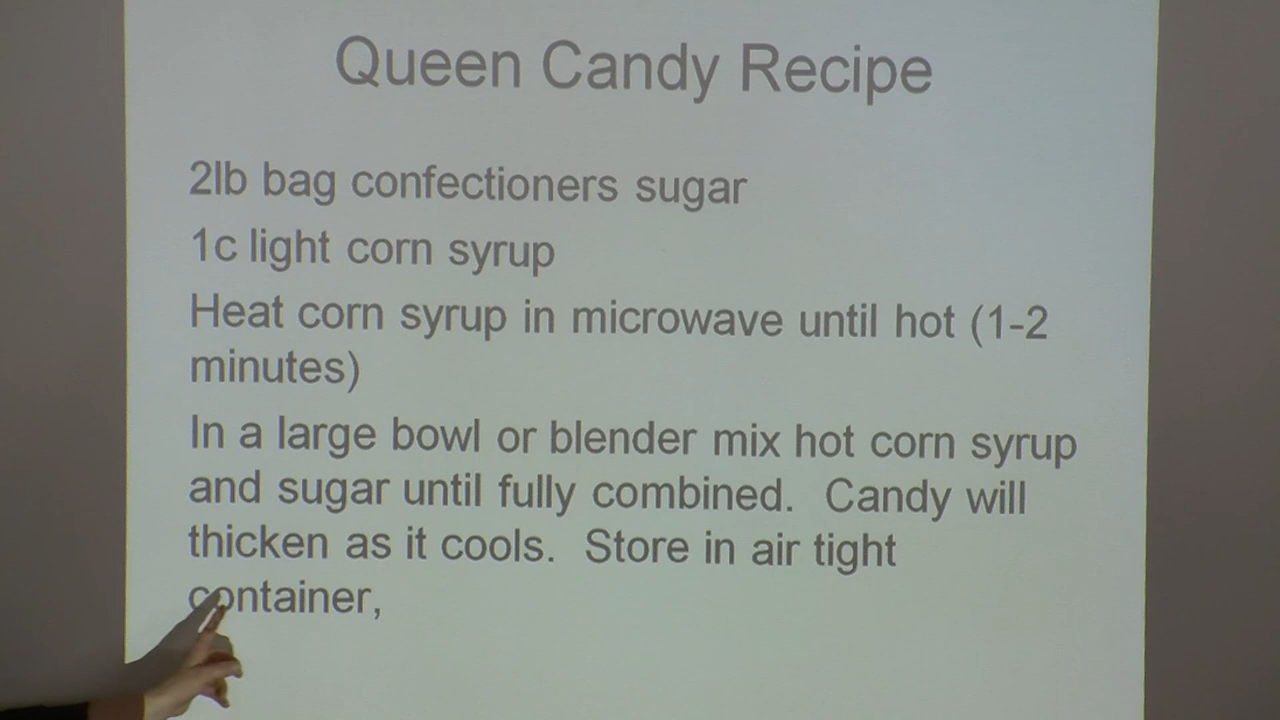 Queen Candy Recipe
2lb bag confectioners sugar
1c light corn syrup
Heat corn syrup in microwave until hot (1-2
minutes)
In a large bowl or blender mix hot corn syrup
and sugar until fully combined.  Candy will
thicken as it cools.  Store in air tight
container,